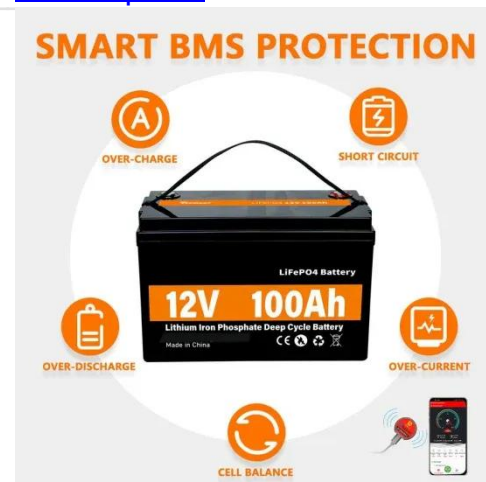 SMART BMS PROTECTION
OVER-CHARGE
SHORT CIRCUIT
LiFePO4 Battery
12V 100Ah
Lithium Iron Phosphate Deep Cycle Battery
Made in China
CE
OVER-DISCHARGE
OVER-CURRENT
CELL BALANCE